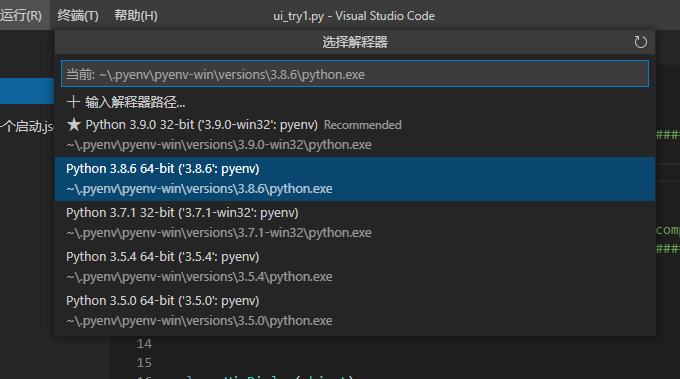 运行(R) 终端(T) 帮助(H) ui_try1.py - Visual Studio Code
选择解释器
当前: ~\.pyenv\pyenv-win\versions\3.8.6\python.exe
+ 输入解释器路径...
★ Python 3.9.0 32-bit ('3.9.0-win32': pyenv) Recommended
~\.pyenv\pyenv-win\versions\3.9.0-win32\python.exe
Python 3.8.6 64-bit ('3.8.6': pyenv)
~\.pyenv\pyenv-win\versions\3.8.6\python.exe
Python 3.7.1 32-bit ('3.7.1-win32': pyenv)
~\.pyenv\pyenv-win\versions\3.7.1-win32\python.exe
Python 3.5.4 64-bit ('3.5.4': pyenv)
~\.pyenv\pyenv-win\versions\3.5.4\python.exe
Python 3.5.0 64-bit ('3.5.0': pyenv)
~\.pyenv\pyenv-win\versions\3.5.0\python.exe
个启动.js
####
comp
####
14
15